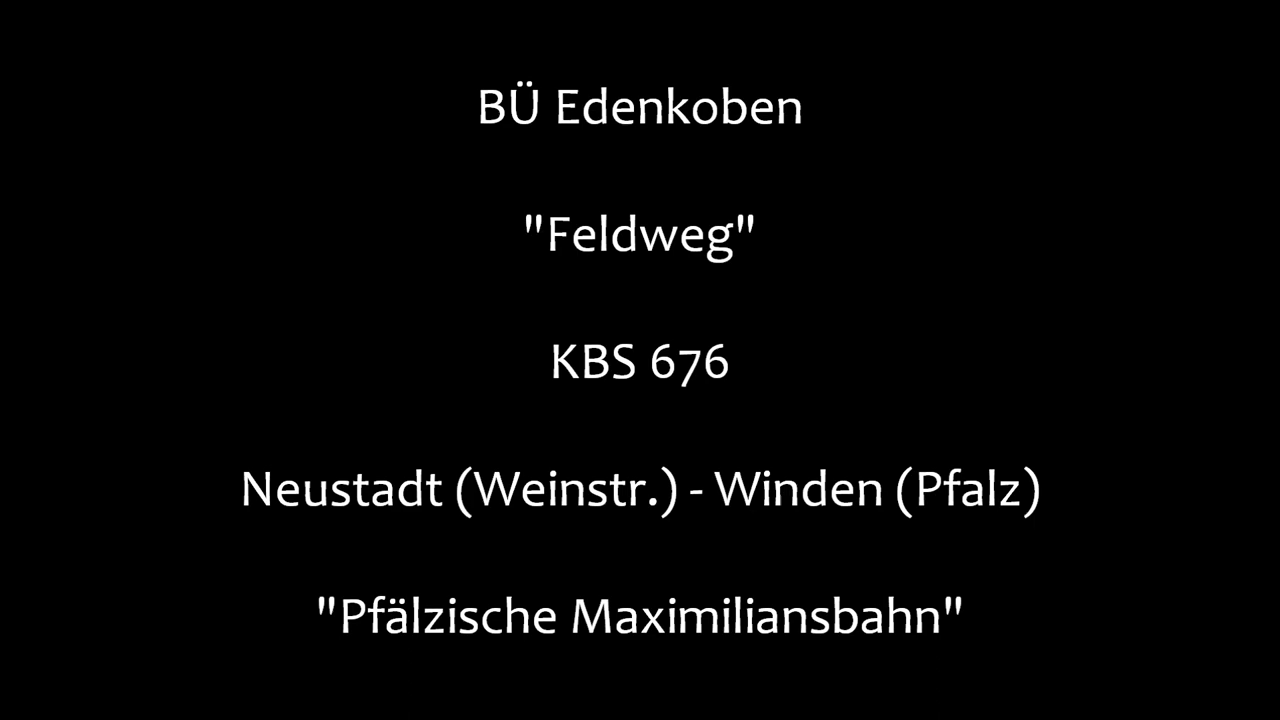 BÜ Edenkoben
"Feldweg"
KBS 676
Neustadt (Weinstr.) - Winden (Pfalz)
"Pfälzische Maximiliansbahn"